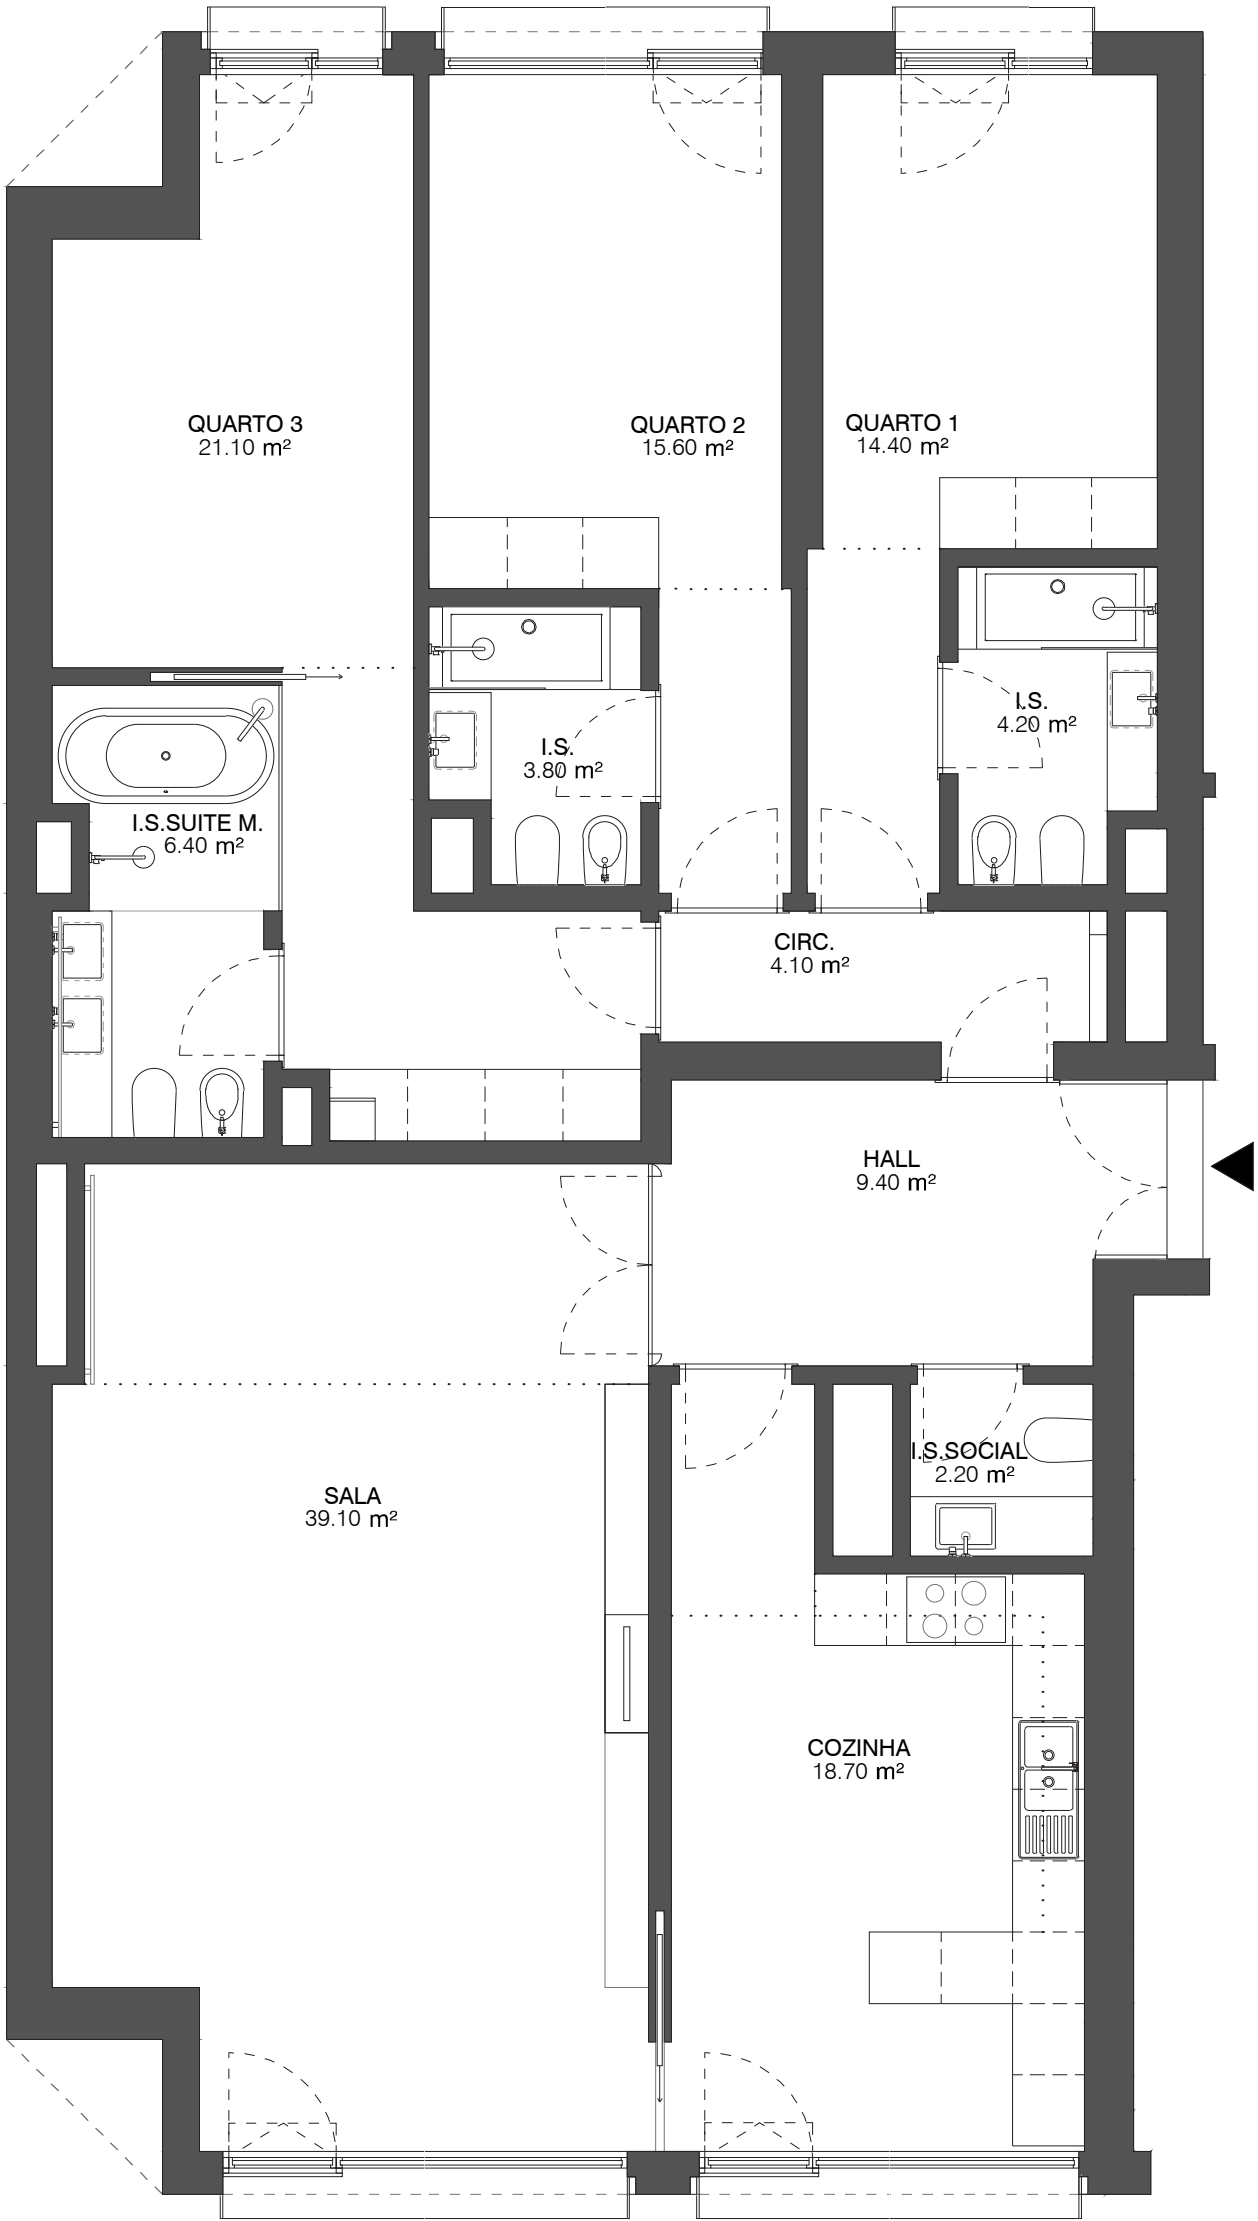 QUARTO 3
21.10 m²
QUARTO 2
15.60 m²
QUARTO 1
14.40 m²
I.S.
4.20 m²
I.S.
3.80 m²
I.S.SUITE M.
6.40 m²
CIRC.
4.10 m²
HALL
9.40 m²
I.S.SOCIAL
2.20 m²
SALA
39.10 m²
COZINHA
18.70 m²